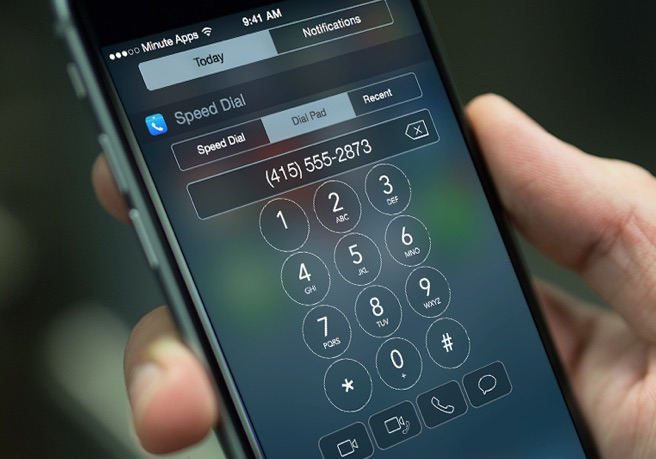 Minute Apps 9:41 AM
Today Notifications
Speed Dial
Speed Dial Dial Pad Recent
(415) 555-2873
1 2 ABC 3 DEF
4 GHI 5 JKL 6 MNO
7 PQRS 8 TUV 9 WXYZ
* 0 + #